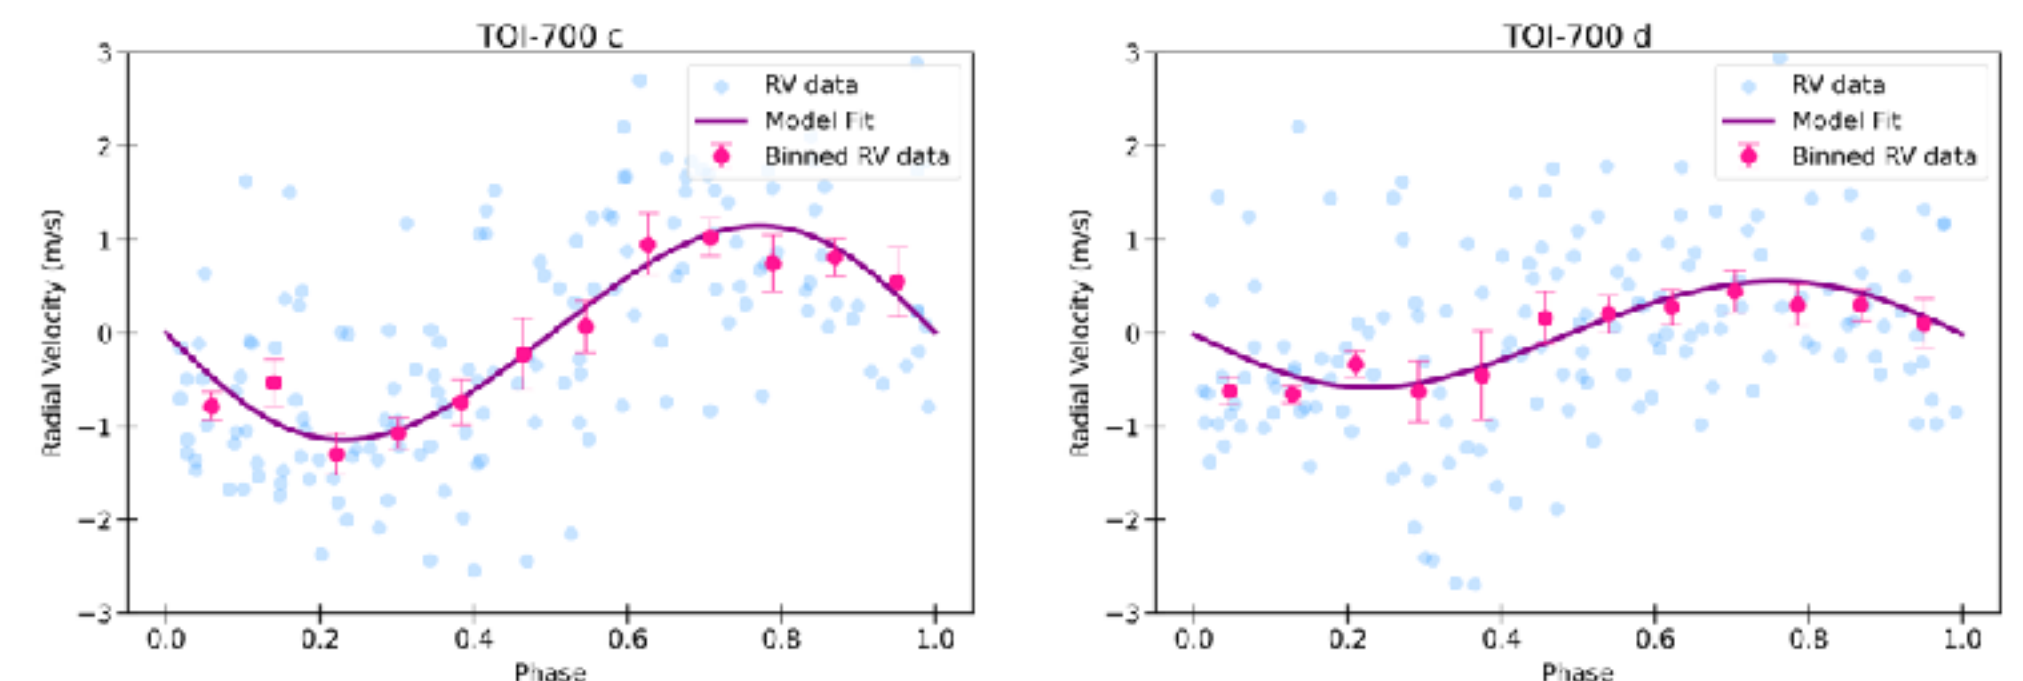 TOI-700 c
RV data
Model Fit
Binned RV data
Radial Velocity [m/s]
3
2
1
0
−1
−2
−3
0.0 0.2 0.4 0.6 0.8 1.0
Phase
TOI-700 d
RV data
Model Fit
Binned RV data
Radial Velocity [m/s]
3
2
1
0
−1
−2
−3
0.0 0.2 0.4 0.6 0.8 1.0
Phase